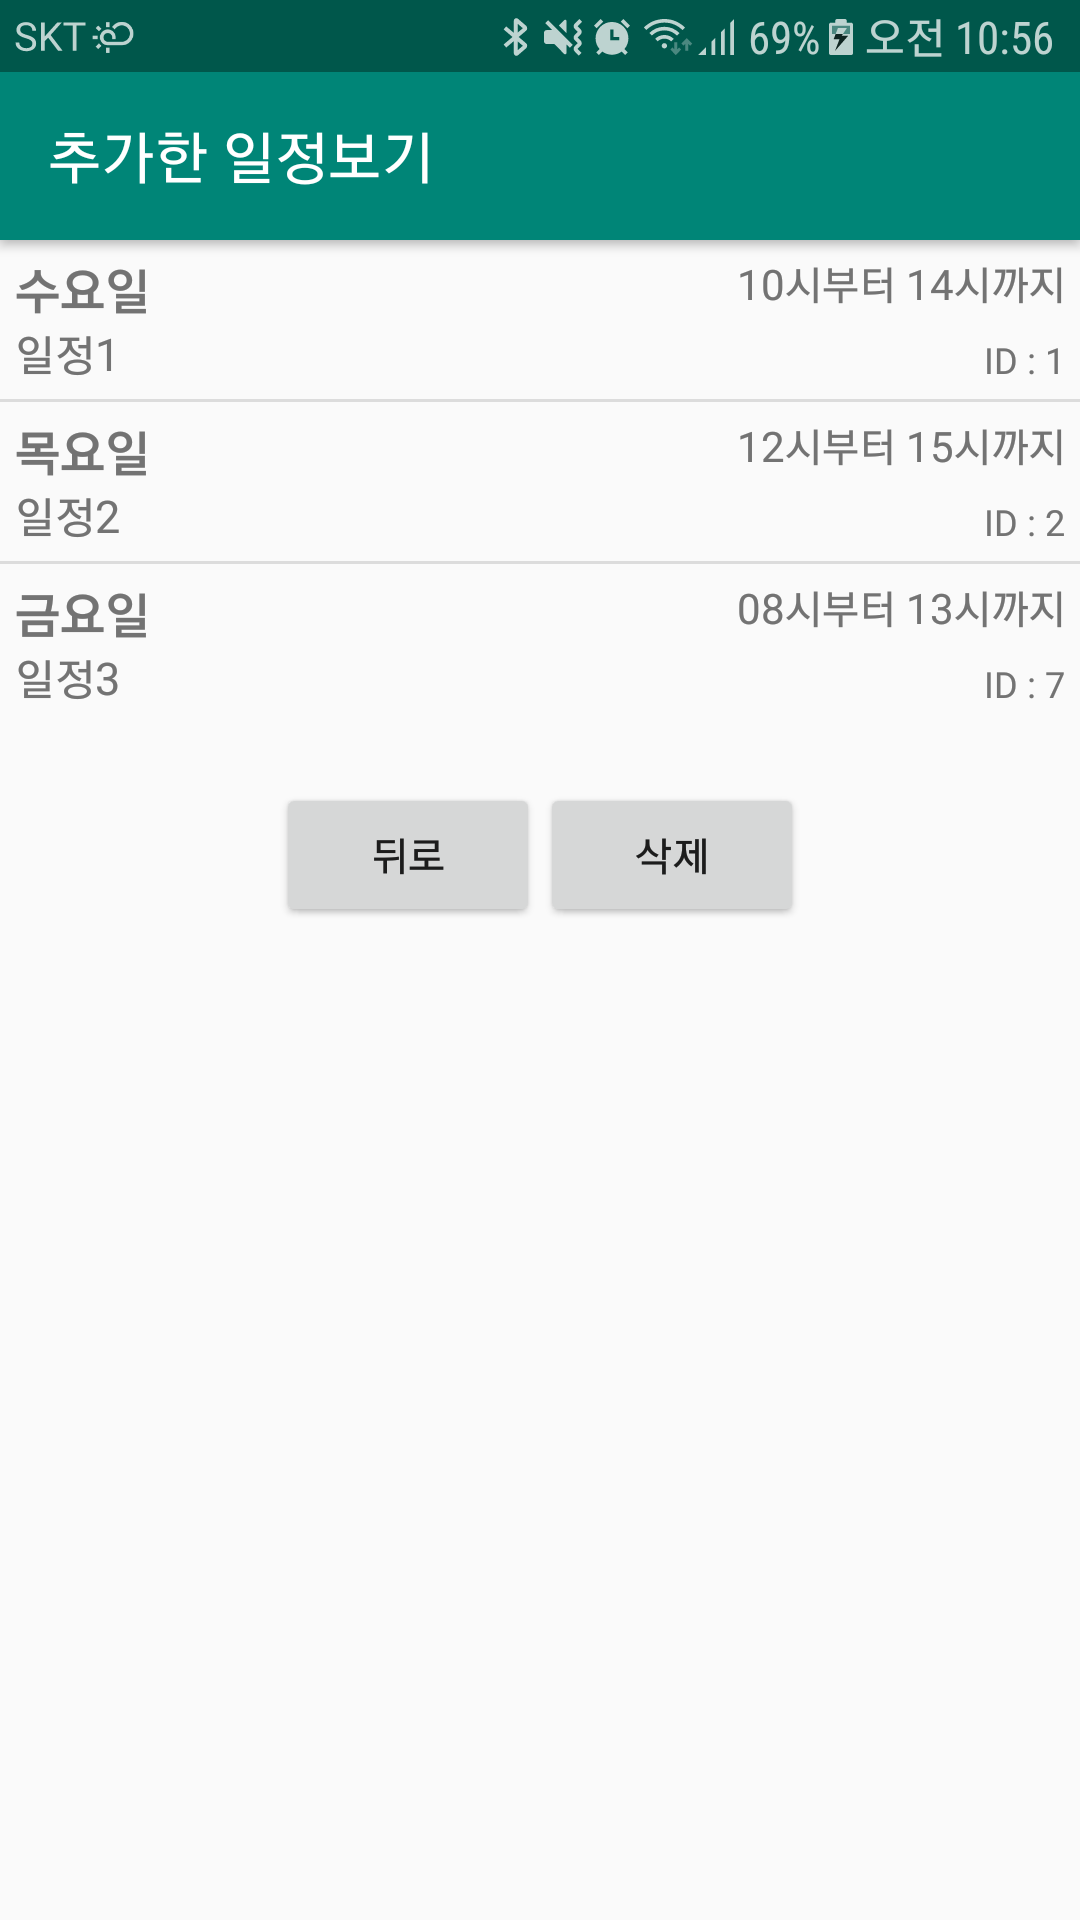 SKT 69% 오전 10:56
추가한 일정보기
수요일 10시부터 14시까지
일정1 ID : 1
목요일 12시부터 15시까지
일정2 ID : 2
금요일 08시부터 13시까지
일정3 ID : 7
뒤로 삭제